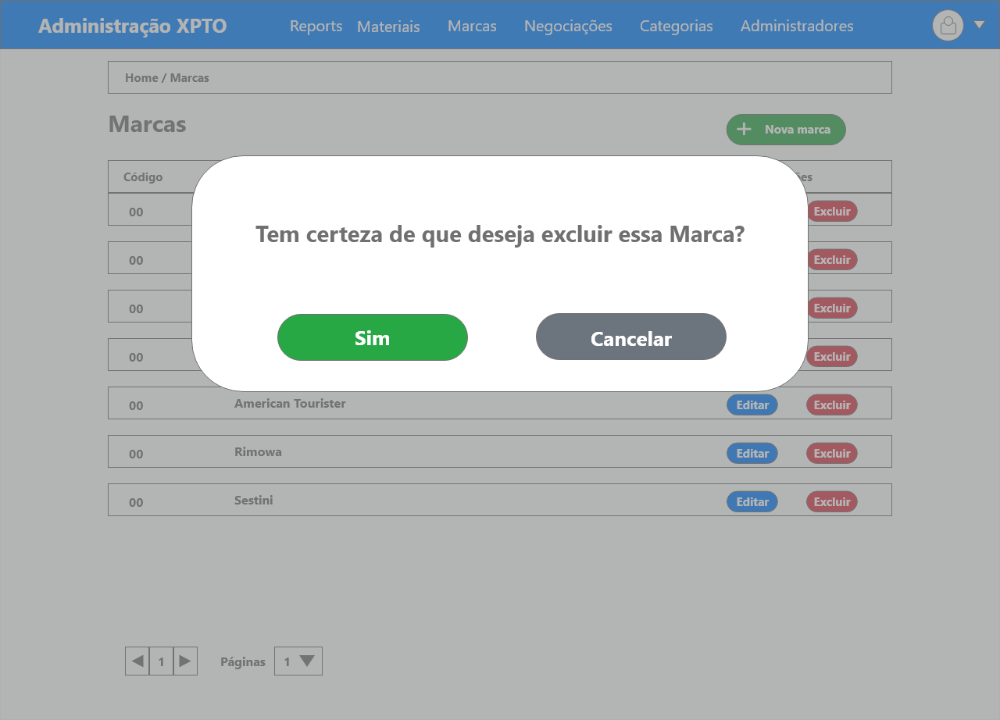 Administração XPTO Reports Materiais Marcas Negociações Categorias Administradores
Home / Marcas
Marcas
Nova marca
Código
00 Excluir
Tem certeza de que deseja excluir essa Marca?
00 Excluir
00 Excluir
Sim Cancelar
00 Excluir
00 American Tourister Editar Excluir
00 Rimowa Editar Excluir
00 Sestini Editar Excluir
1 Páginas 1